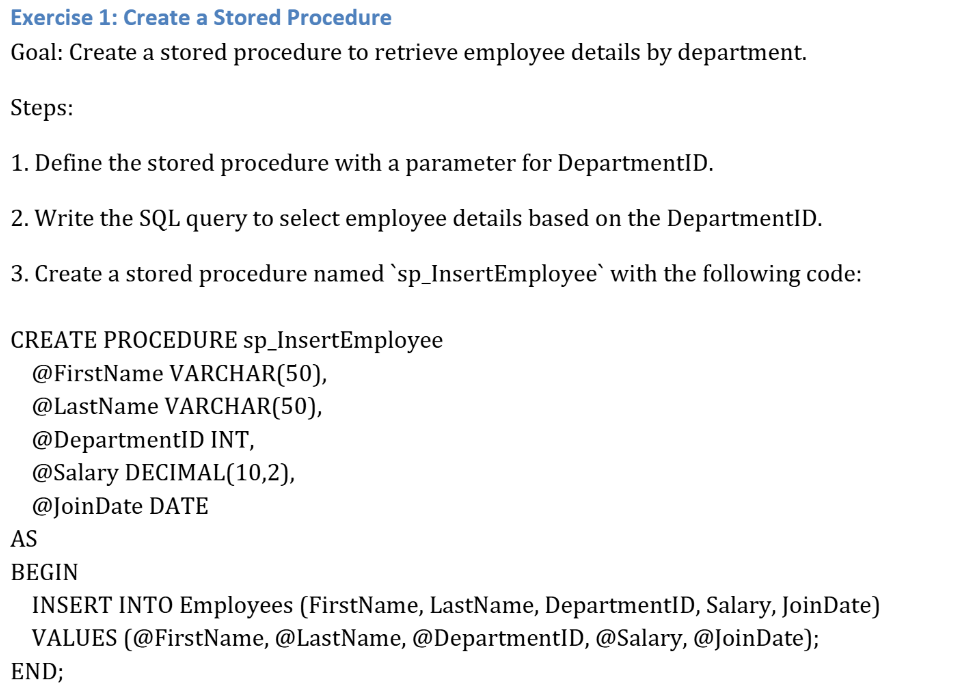 Exercise 1: Create a Stored Procedure
Goal: Create a stored procedure to retrieve employee details by department.
Steps:
1. Define the stored procedure with a parameter for DepartmentID.
2. Write the SQL query to select employee details based on the DepartmentID.
3. Create a stored procedure named `sp_InsertEmployee` with the following code:
CREATE PROCEDURE sp_InsertEmployee
@FirstName VARCHAR(50),
@LastName VARCHAR(50),
@DepartmentID INT,
@Salary DECIMAL(10,2),
@JoinDate DATE
AS
BEGIN
INSERT INTO Employees (FirstName, LastName, DepartmentID, Salary, JoinDate)
VALUES (@FirstName, @LastName, @DepartmentID, @Salary, @JoinDate);
END;